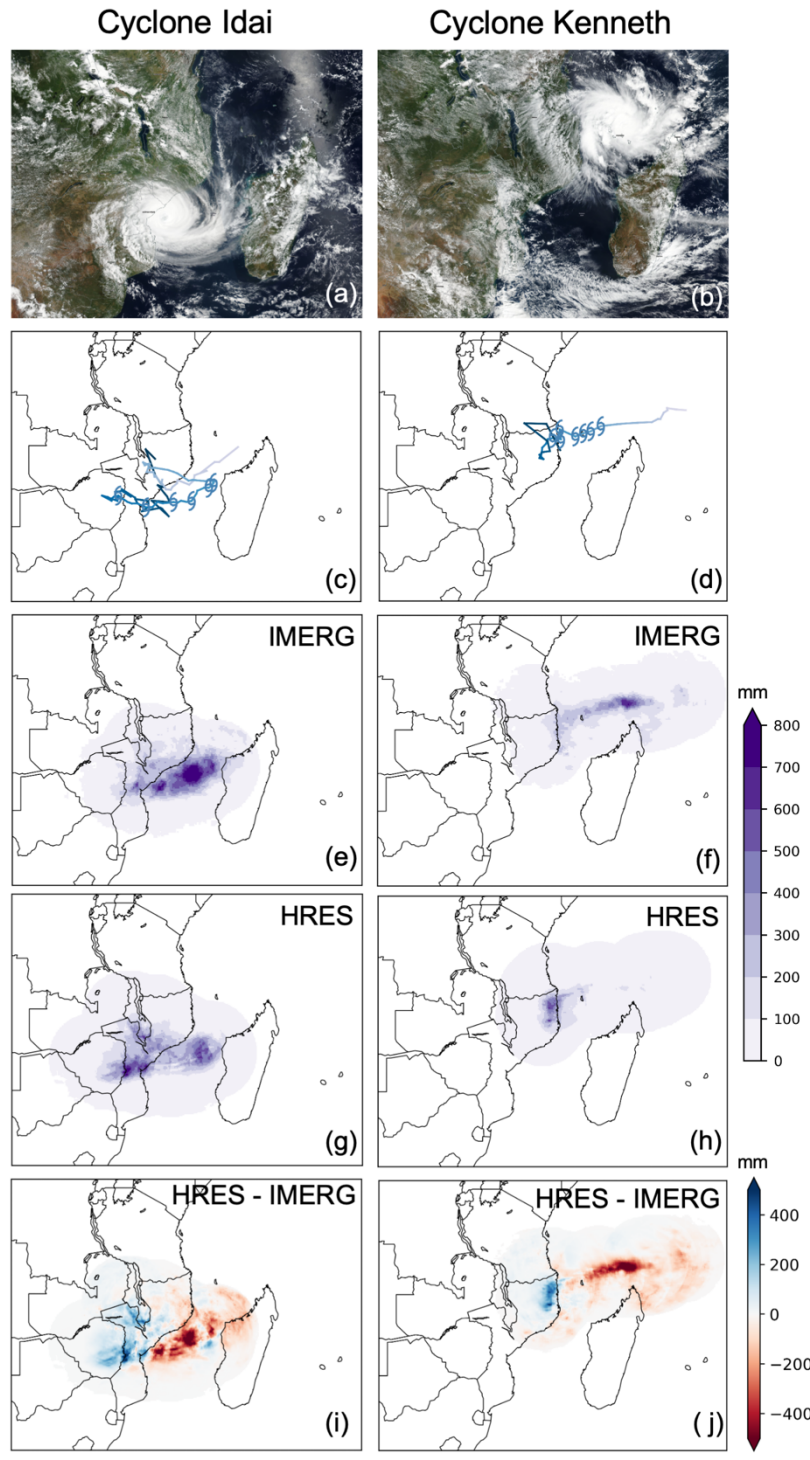 Cyclone Idai
Cyclone Kenneth
(a)
(b)
(c)
(d)
IMERG
(e)
IMERG
(f)
mm
800
700
600
500
400
300
200
100
0
HRES
(g)
HRES
(h)
HRES - IMERG
(i)
HRES - IMERG
( j)
mm
400
200
0
−200
−400